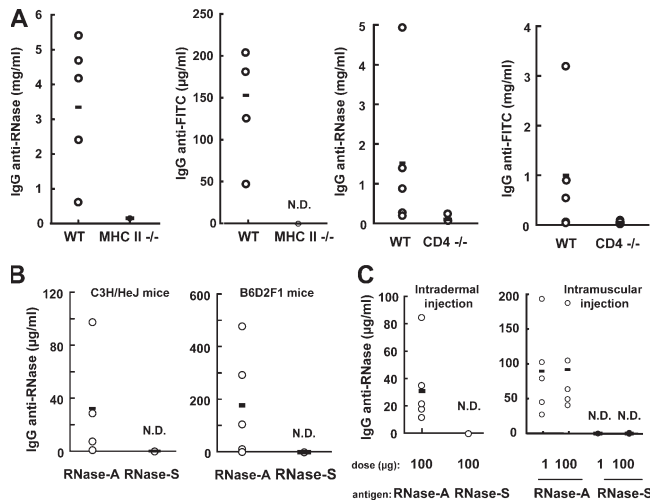 A
IgG anti-RNase (mg/ml)
6
5
4
3
2
1
0
WT MHC II -/-
IgG anti-FITC (µg/ml)
250
200
150
100
50
0
N.D.
WT MHC II -/-
IgG anti-RNase (mg/ml)
5
4
3
2
1
0
WT CD4 -/-
IgG anti-FITC (mg/ml)
4
3
2
1
0
WT CD4 -/-
B
IgG anti-RNase (µg/ml)
C3H/HeJ mice
120
80
40
0
N.D.
RNase-A RNase-S
B6D2F1 mice
600
400
200
0
N.D.
RNase-A RNase-S
C
IgG anti-RNase (µg/ml)
Intradermal
injection
100
80
60
40
20
0
N.D.
dose (µg): 100 100
antigen: RNase-A RNase-S
Intramuscular
injection
200
150
100
50
0
N.D. N.D.
1 100 1 100
RNase-A RNase-S